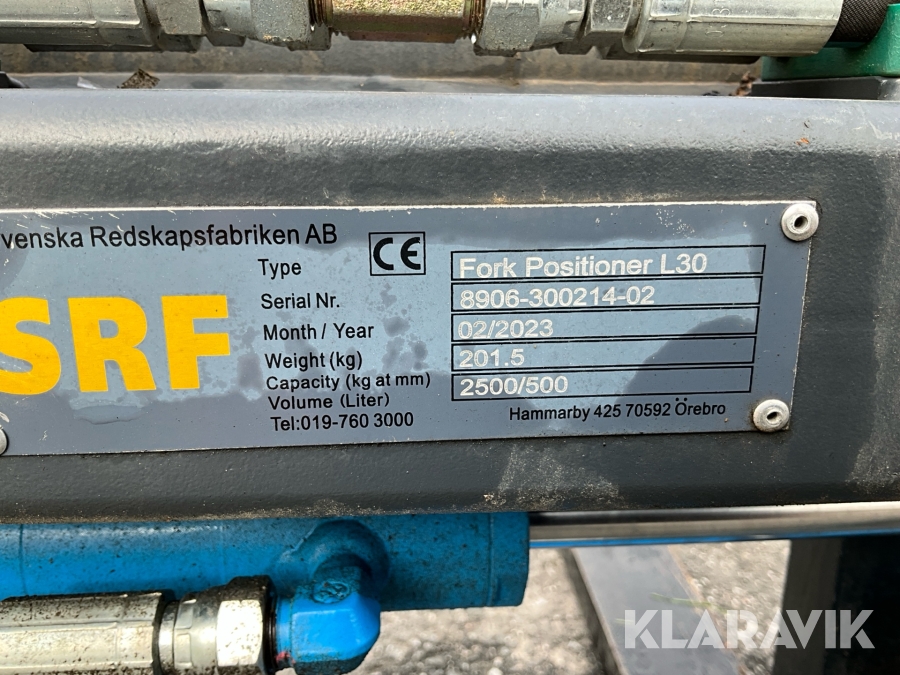 venska Redskapsfabriken AB
CE
SRF
Type Fork Positioner L30
Serial Nr. 8906-300214-02
Month / Year 02/2023
Weight (kg) 201.5
Capacity (kg at mm) 2500/500
Volume (Liter)
Tel:019-760 3000
Hammarby 425 70592 Örebro
KLARAVIK